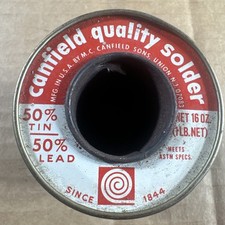 canfield quality solder
MFG. IN U.S.A. BY M.C. CANFIELD SONS, UNION N.J. 07083
50%
TIN
50%
LEAD
NET 16 OZ.
(1 LB. NET)
MEETS
ASTM SPECS.
SINCE 1844